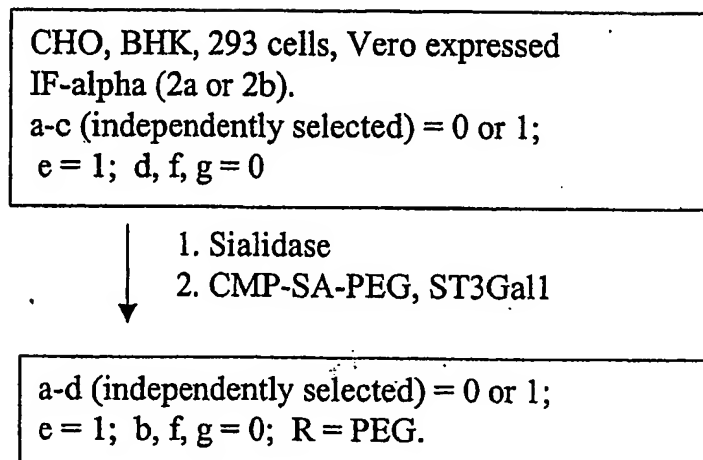 CHO, BHK, 293 cells, Vero expressed
IF-alpha (2a or 2b).
a-c (independently selected) = 0 or 1;
e = 1; d, f, g = 0
1. Sialidase
2. CMP-SA-PEG, ST3Gal1
a-d (independently selected) = 0 or 1;
e = 1; b, f, g = 0; R = PEG.